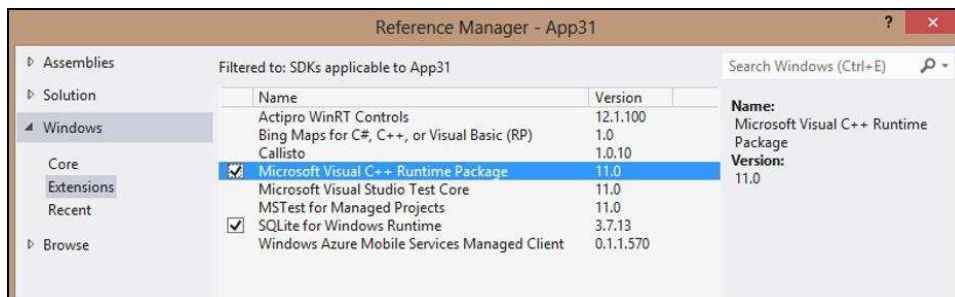 Reference Manager - App31
?
Assemblies
Solution
Windows
Core
Extensions
Recent
Browse
Filtered to: SDKs applicable to App31
Name Version
Actipro WinRT Controls 12.1.100
Bing Maps for C#, C++, or Visual Basic (RP) 1.0
Callisto 1.0.10
Microsoft Visual C++ Runtime Package 11.0
Microsoft Visual Studio Test Core 11.0
MSTest for Managed Projects 11.0
SQLite for Windows Runtime 3.7.13
Windows Azure Mobile Services Managed Client 0.1.1.570
Search Windows (Ctrl+E)
Name:
Microsoft Visual C++ Runtime
Package
Version:
11.0